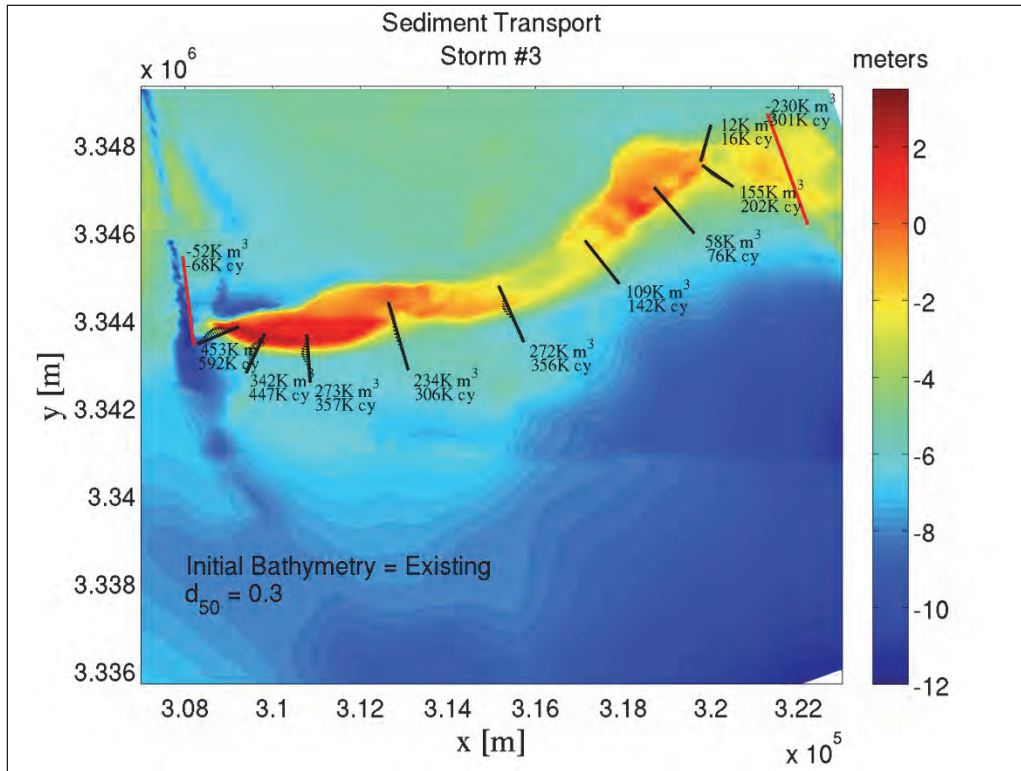 Sediment Transport
Storm #3
x 10^6
meters
-230K m^3
-301K cy
12K m^3
16K cy
155K m^3
202K cy
58K m^3
76K cy
-52K m^3
-68K cy
109K m^3
142K cy
453K m^3
592K cy
342K m^3
447K cy
273K m^3
357K cy
234K m^3
306K cy
272K m^3
356K cy
3.348
3.346
3.344
3.342
3.34
3.338
3.336
y [m]
Initial Bathymetry = Existing
d_50 = 0.3
3.08
3.1
3.12
3.14
3.16
3.18
3.2
3.22
x [m]
x 10^5
2
0
-2
-4
-6
-8
-10
-12